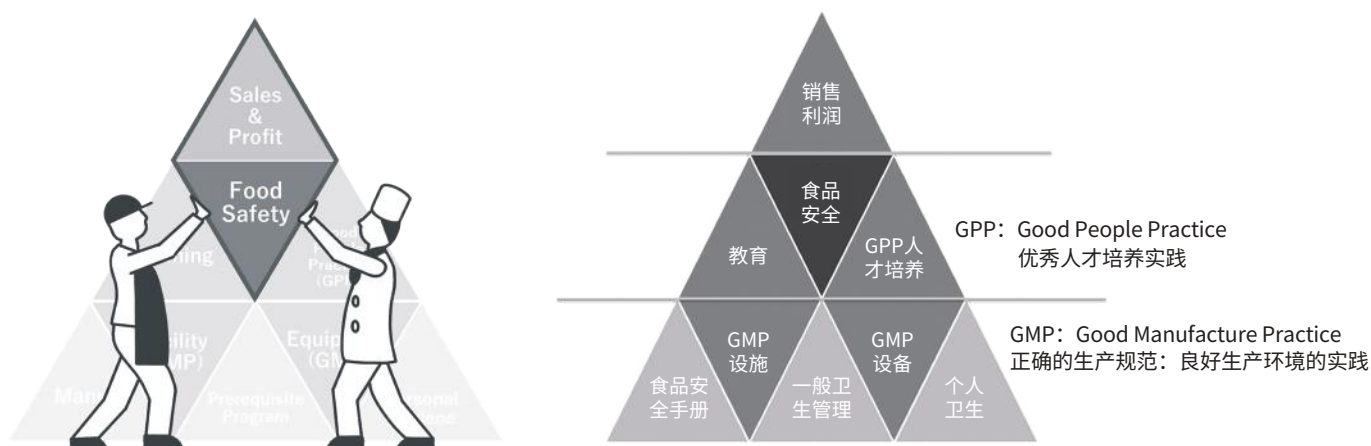 Sales
&
Profit
Food
Safety
(GMP)
Prerequisite
Program
销售
利润
食品
安全
教育
GPP人
才培养
GPP：Good People Practice
优秀人才培养实践
GMP
设施
GMP
设备
食品安
全手册
一般卫
生管理
个人
卫生
GMP：Good Manufacture Practice
正确的生产规范：良好生产环境的实践